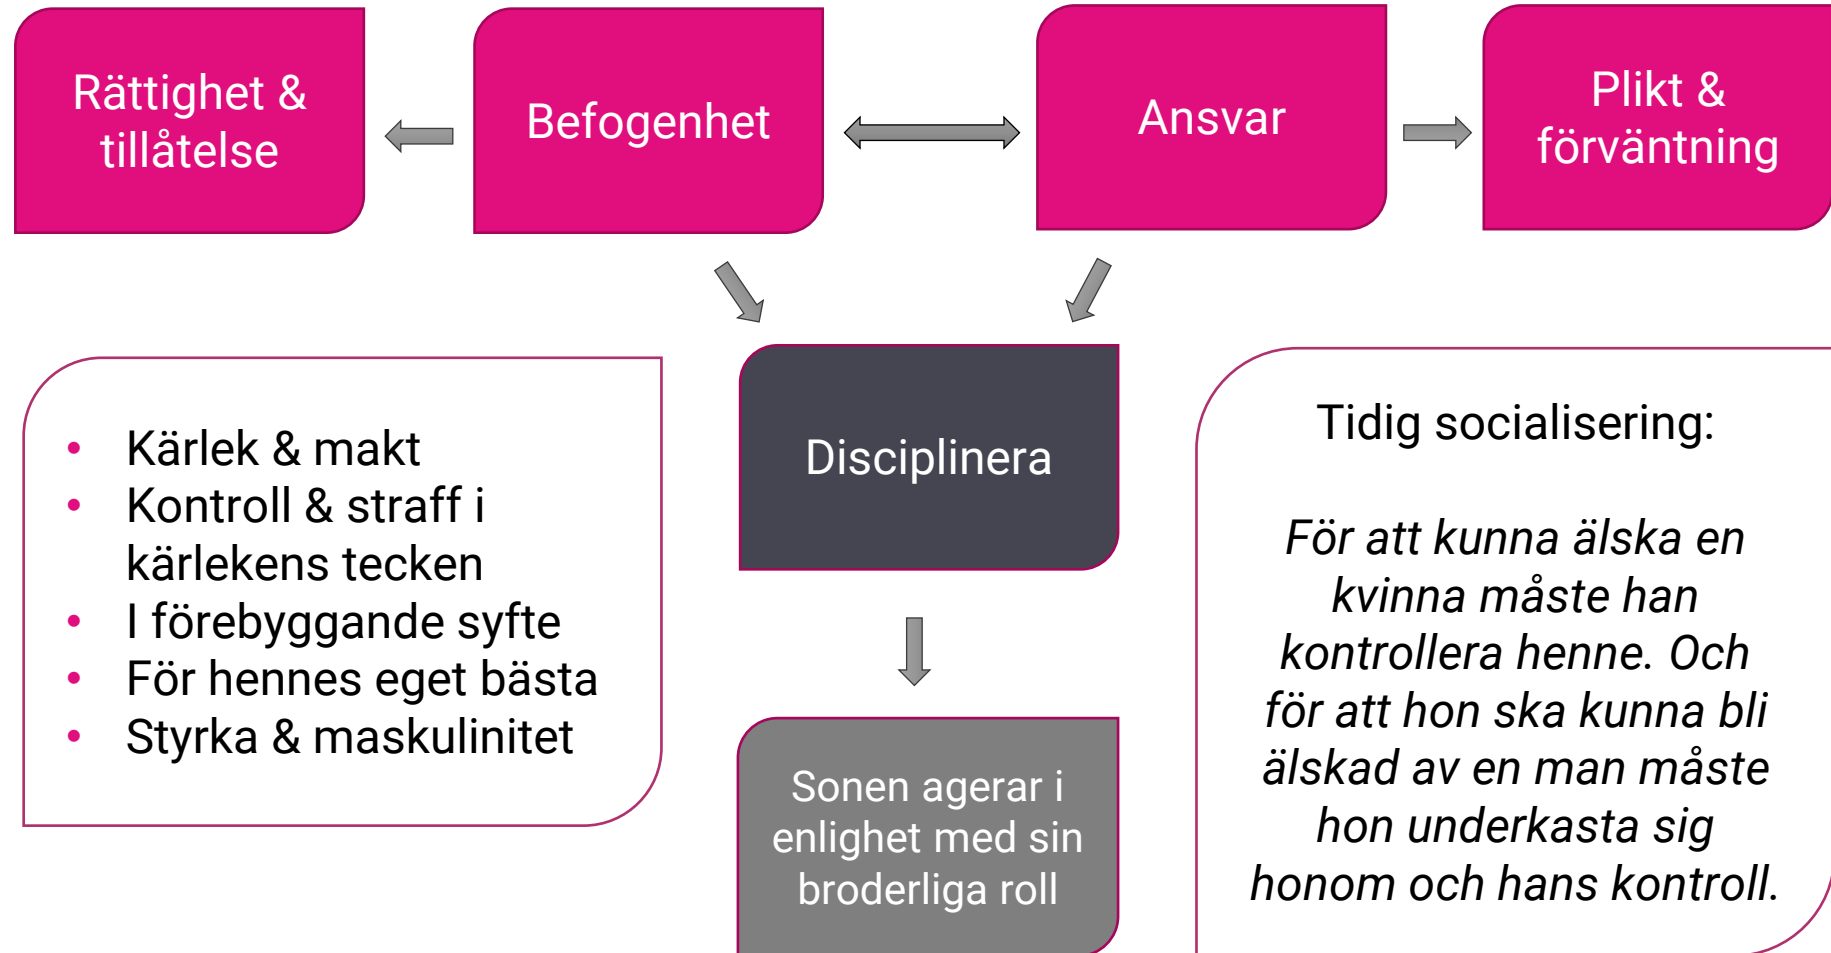 Rättighet &
tillåtelse
Befogenhet
Ansvar
Plikt &
förväntning
• Kärlek & makt
• Kontroll & straff i
kärlekens tecken
• I förebyggande syfte
• För hennes eget bästa
• Styrka & maskulinitet
Disciplinera
Sonen agerar i
enlighet med sin
broderliga roll
Tidig socialisering:
För att kunna älska en
kvinna måste han
kontrollera henne. Och
för att hon ska kunna bli
älskad av en man måste
hon underkasta sig
honom och hans kontroll.